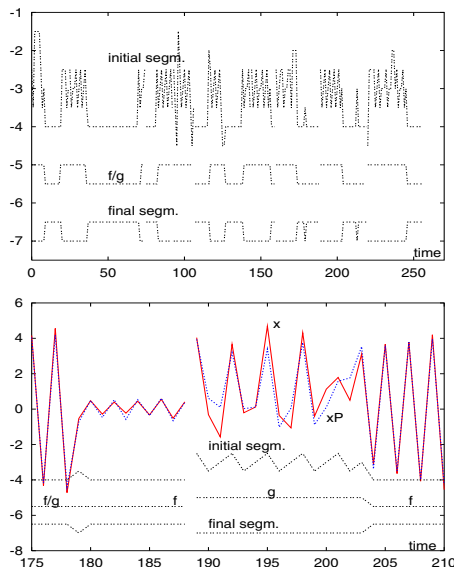 -1
initial segm.
-2
-3
-4
-5
f/g
-6
final segm.
-7
time
0 50 100 150 200 250
6
x
4
2
0
xP
-2
initial segm.
-4
f/g f g f
-6
final segm.
-8
time
175 180 185 190 195 200 205 210